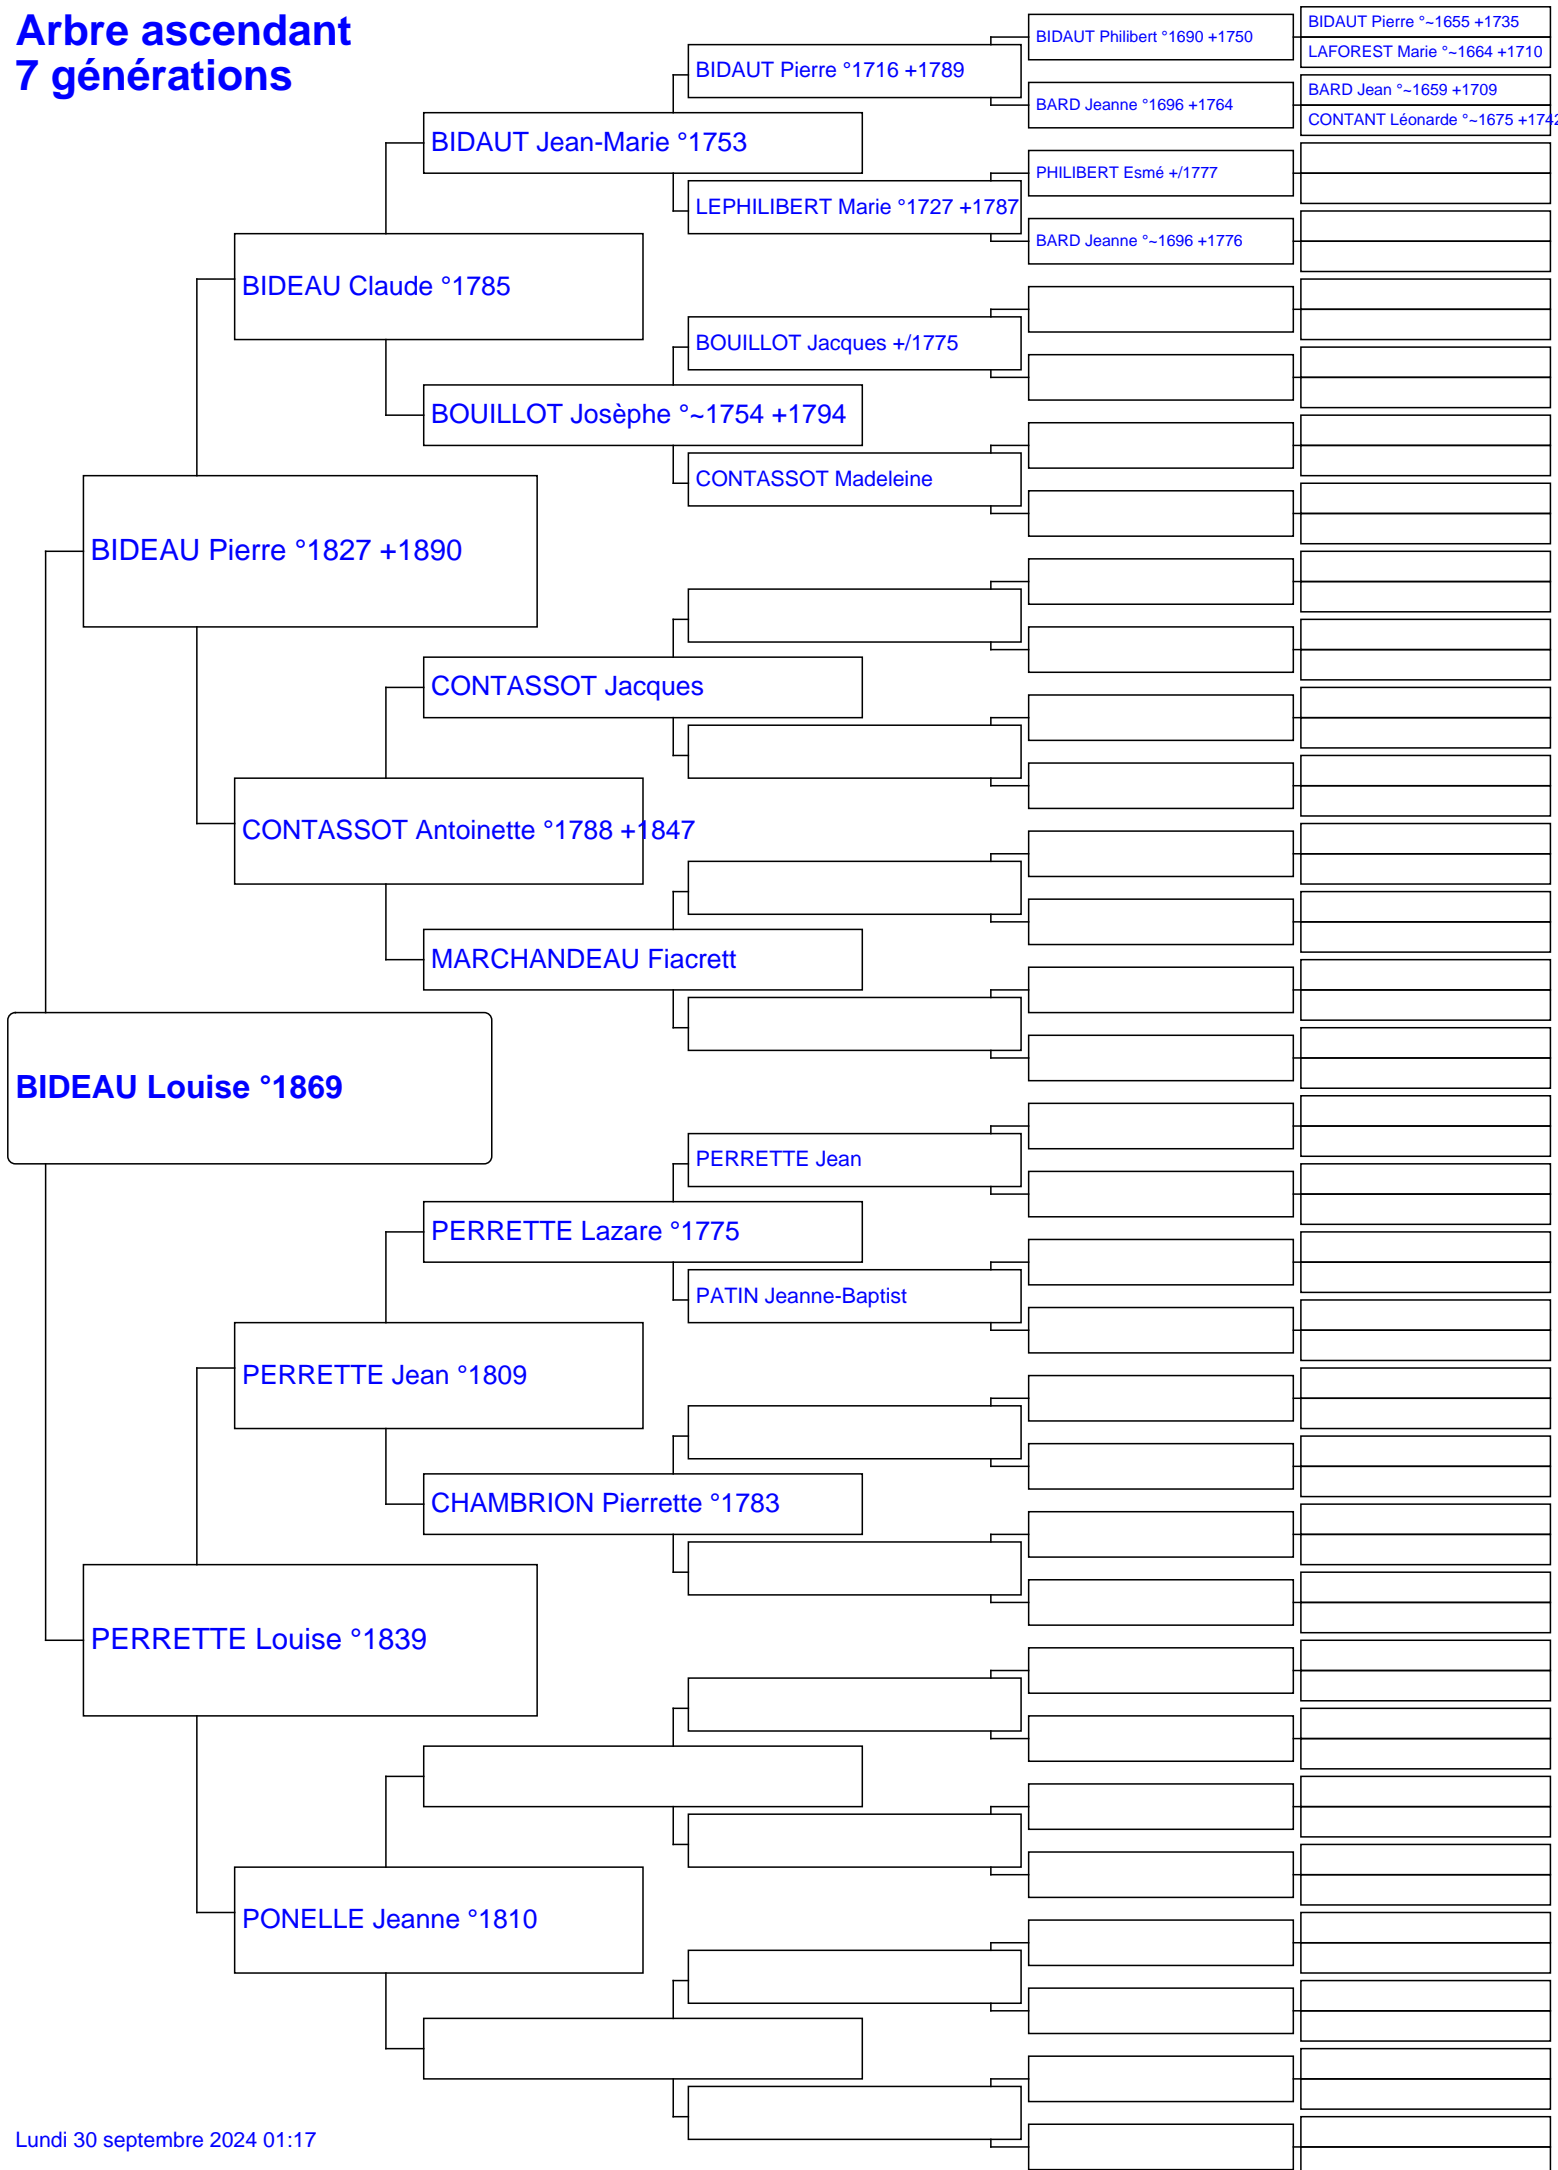 Arbre ascendant
7 générations
BIDAUT Philibert °1690 +1750
BIDAUT Pierre °~1655 +1735
LAFOREST Marie °~1664 +1710
BIDAUT Pierre °1716 +1789
BARD Jeanne °1696 +1764
BARD Jean °~1659 +1709
CONTANT Léonarde °~1675 +1742
BIDAUT Jean-Marie °1753
PHILIBERT Esmé +/1777
LEPHILIBERT Marie °1727 +1787
BARD Jeanne °~1696 +1776
BIDEAU Claude °1785
BOUILLOT Jacques +/1775
BOUILLOT Josèphe °~1754 +1794
CONTASSOT Madeleine
BIDEAU Pierre °1827 +1890
CONTASSOT Jacques
CONTASSOT Antoinette °1788 +1847
MARCHANDEAU Fiacrett
BIDEAU Louise °1869
PERRETTE Jean
PERRETTE Lazare °1775
PATIN Jeanne-Baptist
PERRETTE Jean °1809
CHAMBRION Pierrette °1783
PERRETTE Louise °1839
PONELLE Jeanne °1810
Lundi 30 septembre 2024 01:17